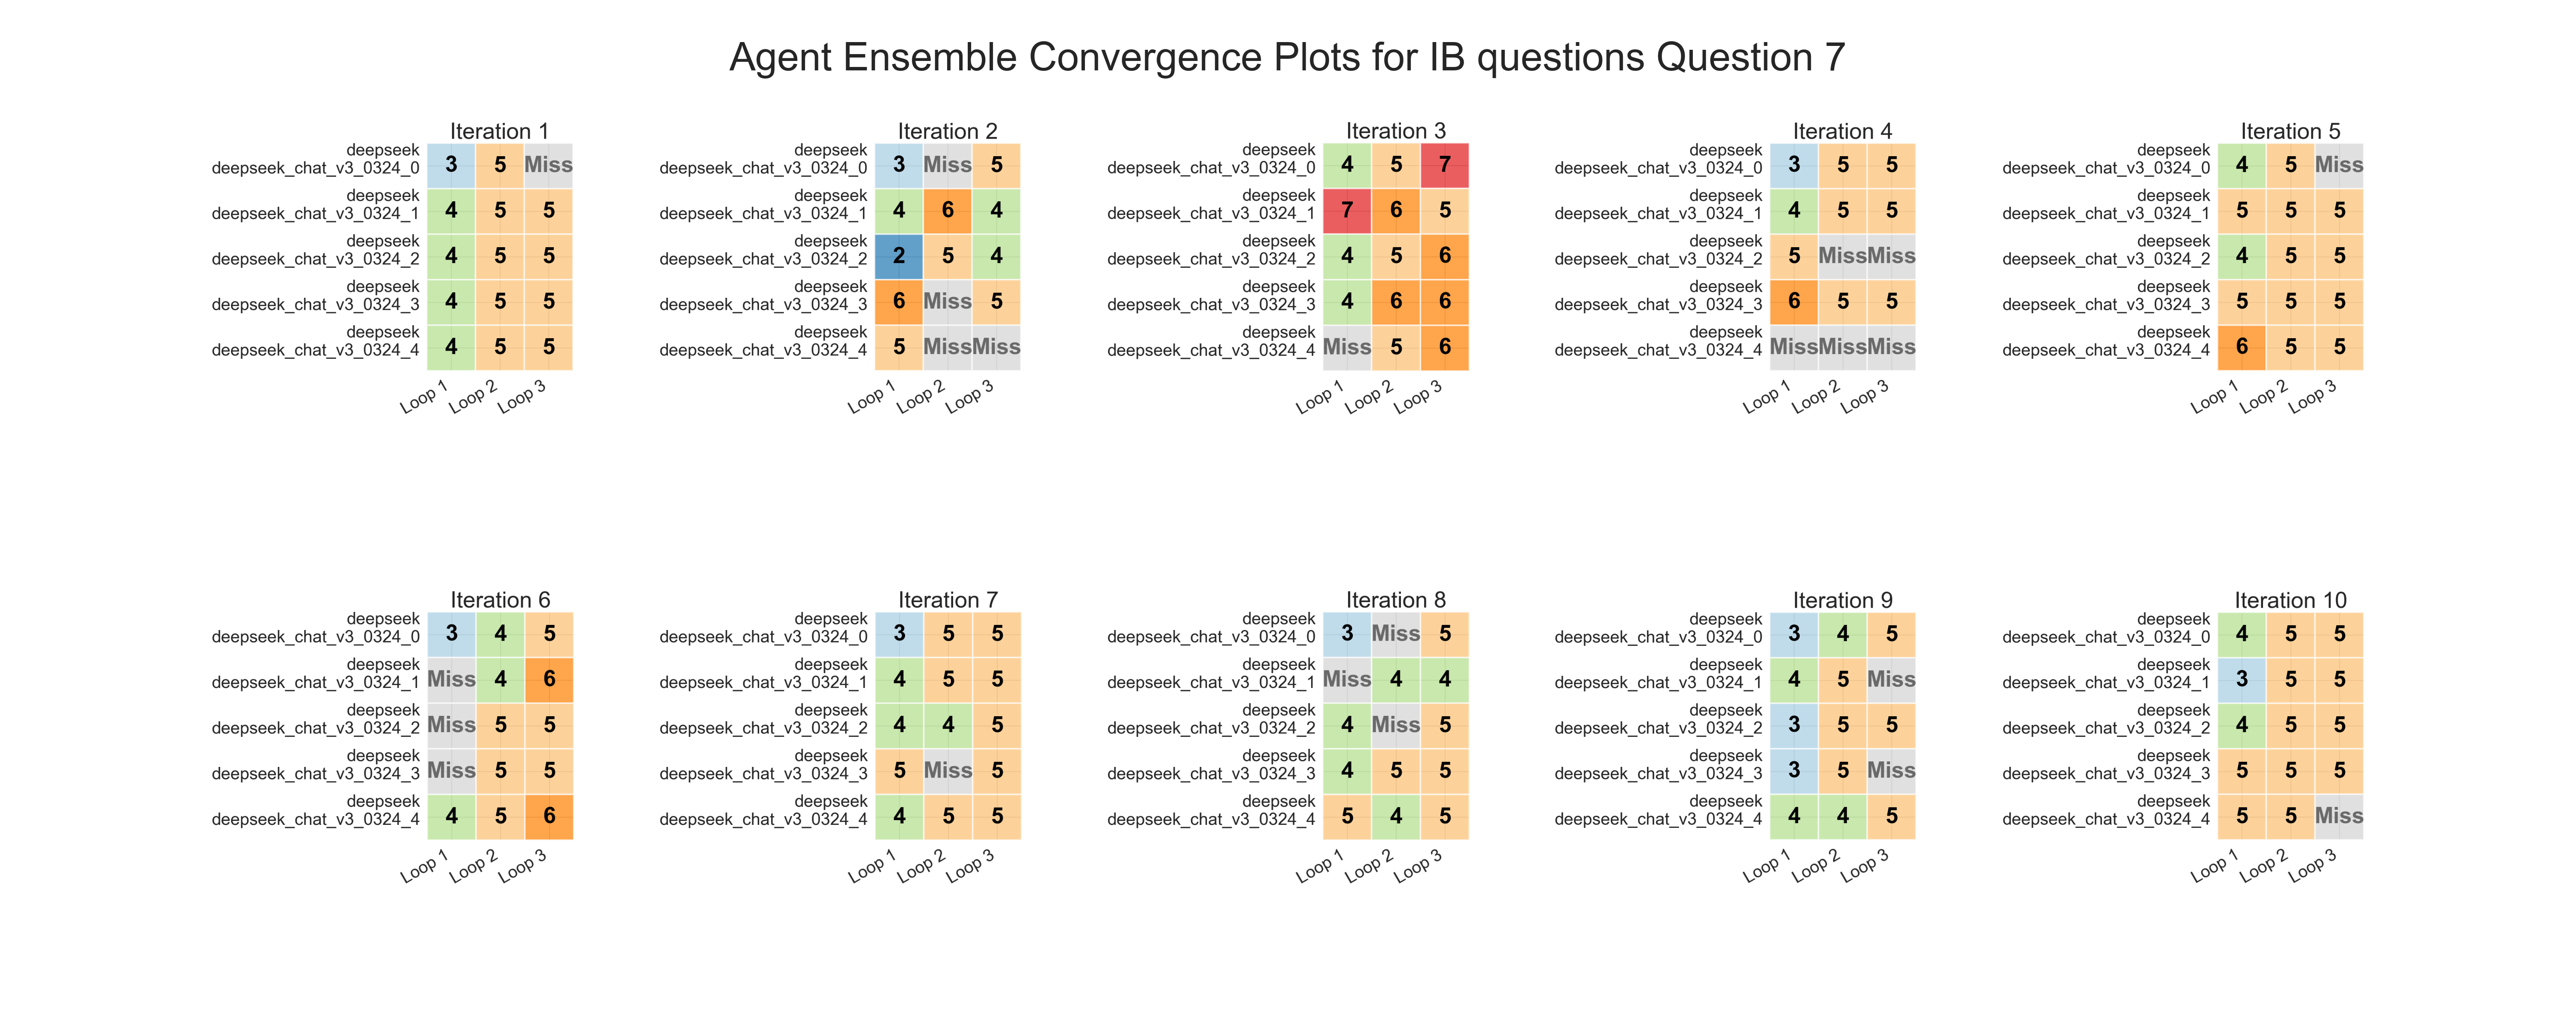 Agent Ensemble Convergence Plots for IB questions Question 7
Iteration 1
deepseek
deepseek_chat_v3_0324_0 3 5 Miss
deepseek
deepseek_chat_v3_0324_1 4 5 5
deepseek
deepseek_chat_v3_0324_2 4 5 5
deepseek
deepseek_chat_v3_0324_3 4 5 5
deepseek
deepseek_chat_v3_0324_4 4 5 5
Loop 1 Loop 2 Loop 3
Iteration 2
deepseek
deepseek_chat_v3_0324_0 3 Miss 5
deepseek
deepseek_chat_v3_0324_1 4 6 4
deepseek
deepseek_chat_v3_0324_2 2 5 4
deepseek
deepseek_chat_v3_0324_3 6 Miss 5
deepseek
deepseek_chat_v3_0324_4 5 Miss Miss
Loop 1 Loop 2 Loop 3
Iteration 3
deepseek
deepseek_chat_v3_0324_0 4 5 7
deepseek
deepseek_chat_v3_0324_1 7 6 5
deepseek
deepseek_chat_v3_0324_2 4 5 6
deepseek
deepseek_chat_v3_0324_3 4 6 6
deepseek
deepseek_chat_v3_0324_4 Miss 5 6
Loop 1 Loop 2 Loop 3
Iteration 4
deepseek
deepseek_chat_v3_0324_0 3 5 5
deepseek
deepseek_chat_v3_0324_1 4 5 5
deepseek
deepseek_chat_v3_0324_2 5 Miss Miss
deepseek
deepseek_chat_v3_0324_3 6 5 5
deepseek
deepseek_chat_v3_0324_4 Miss Miss Miss
Loop 1 Loop 2 Loop 3
Iteration 5
deepseek
deepseek_chat_v3_0324_0 4 5 Miss
deepseek
deepseek_chat_v3_0324_1 5 5 5
deepseek
deepseek_chat_v3_0324_2 4 5 5
deepseek
deepseek_chat_v3_0324_3 5 5 5
deepseek
deepseek_chat_v3_0324_4 6 5 5
Loop 1 Loop 2 Loop 3
Iteration 6
deepseek
deepseek_chat_v3_0324_0 3 4 5
deepseek
deepseek_chat_v3_0324_1 Miss 4 6
deepseek
deepseek_chat_v3_0324_2 Miss 5 5
deepseek
deepseek_chat_v3_0324_3 Miss 5 5
deepseek
deepseek_chat_v3_0324_4 4 5 6
Loop 1 Loop 2 Loop 3
Iteration 7
deepseek
deepseek_chat_v3_0324_0 3 5 5
deepseek
deepseek_chat_v3_0324_1 4 5 5
deepseek
deepseek_chat_v3_0324_2 4 4 5
deepseek
deepseek_chat_v3_0324_3 5 Miss 5
deepseek
deepseek_chat_v3_0324_4 4 5 5
Loop 1 Loop 2 Loop 3
Iteration 8
deepseek
deepseek_chat_v3_0324_0 3 Miss 5
deepseek
deepseek_chat_v3_0324_1 Miss 4 4
deepseek
deepseek_chat_v3_0324_2 4 Miss 5
deepseek
deepseek_chat_v3_0324_3 4 5 5
deepseek
deepseek_chat_v3_0324_4 5 4 5
Loop 1 Loop 2 Loop 3
Iteration 9
deepseek
deepseek_chat_v3_0324_0 3 4 5
deepseek
deepseek_chat_v3_0324_1 4 5 Miss
deepseek
deepseek_chat_v3_0324_2 3 5 5
deepseek
deepseek_chat_v3_0324_3 3 5 Miss
deepseek
deepseek_chat_v3_0324_4 4 4 5
Loop 1 Loop 2 Loop 3
Iteration 10
deepseek
deepseek_chat_v3_0324_0 4 5 5
deepseek
deepseek_chat_v3_0324_1 3 5 5
deepseek
deepseek_chat_v3_0324_2 4 5 5
deepseek
deepseek_chat_v3_0324_3 5 5 5
deepseek
deepseek_chat_v3_0324_4 5 5 Miss
Loop 1 Loop 2 Loop 3